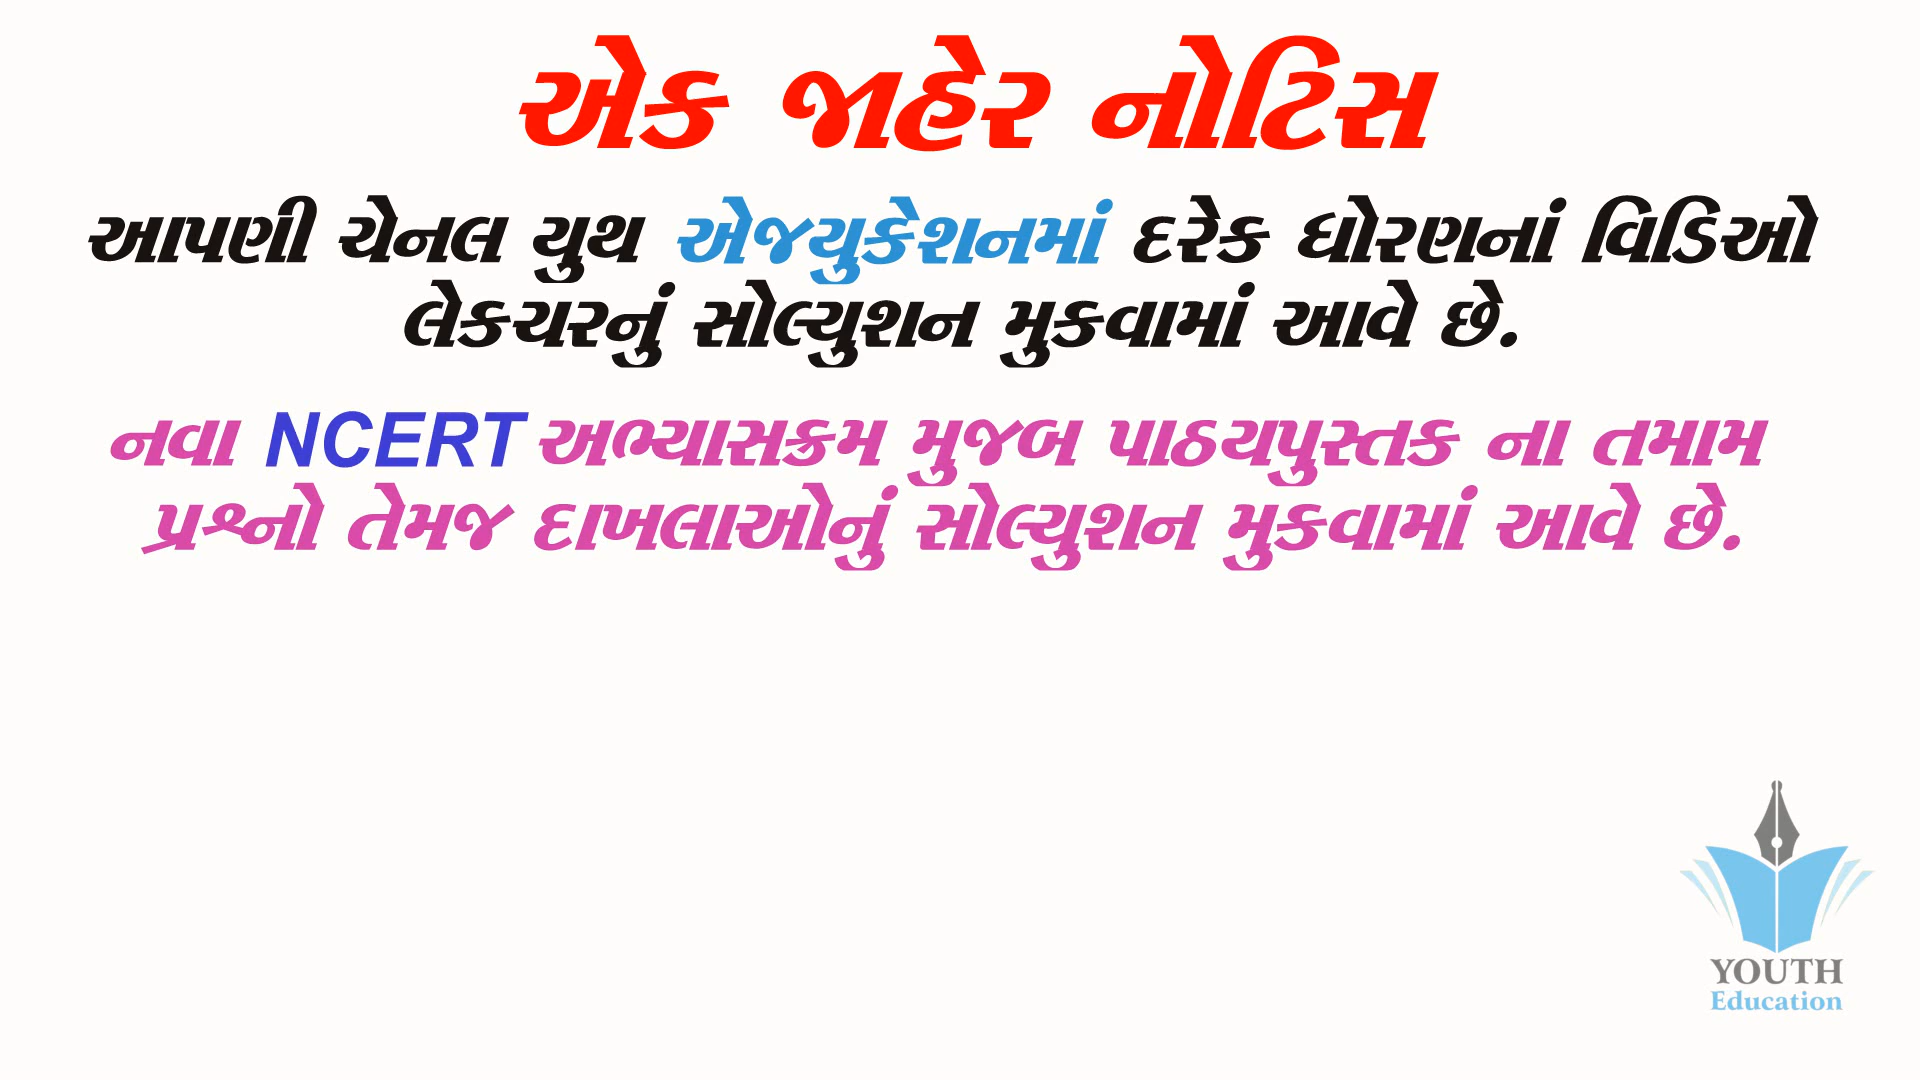 એક જાહેર નોટિસ
આપણી ચેનલ યુથ એજયુકેશનમાં દરેક ધોરણનાં વિડિઓ
લેકચરનું સોલ્યુશન મુકવામાં આવે છે.
નવા NCERT અભ્યાસક્રમ મુજબ પાઠયપુસ્તક ના તમામ
પ્રશ્નો તેમજ દાખલાઓનું સોલ્યુશન મુકવામાં આવે છે.
YOUTH
Education